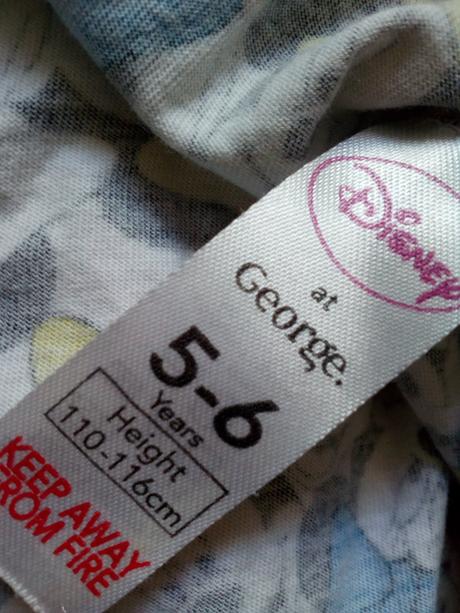 Disney
at
George.
5-6
Years
Height
110-116cm
KEEP AWAY
FROM FIRE